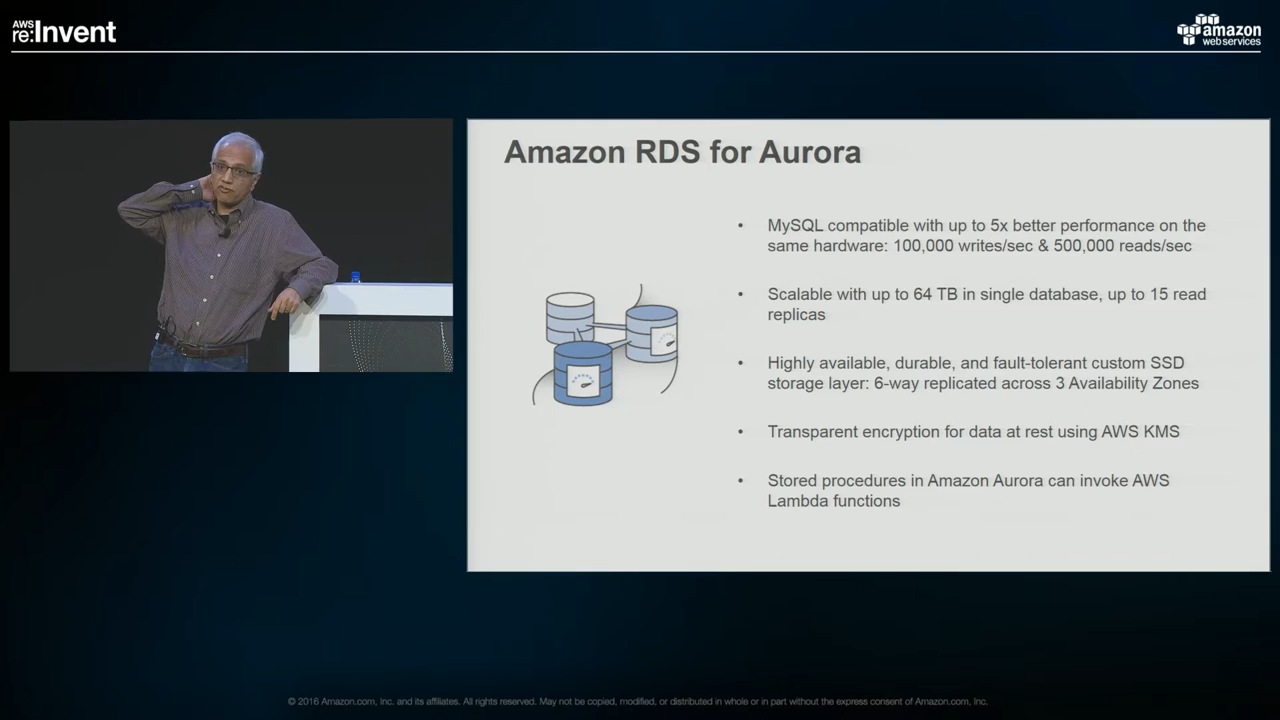 AWS
re:Invent
amazon
webservices
Amazon RDS for Aurora
• MySQL compatible with up to 5x better performance on the
same hardware: 100,000 writes/sec & 500,000 reads/sec
• Scalable with up to 64 TB in single database, up to 15 read
replicas
• Highly available, durable, and fault-tolerant custom SSD
storage layer: 6-way replicated across 3 Availability Zones
• Transparent encryption for data at rest using AWS KMS
• Stored procedures in Amazon Aurora can invoke AWS
Lambda functions
© 2016 Amazon.com, Inc. and its affiliates. All rights reserved. May not be copied, modified, or distributed in whole or in part without the express consent of Amazon.com, Inc.